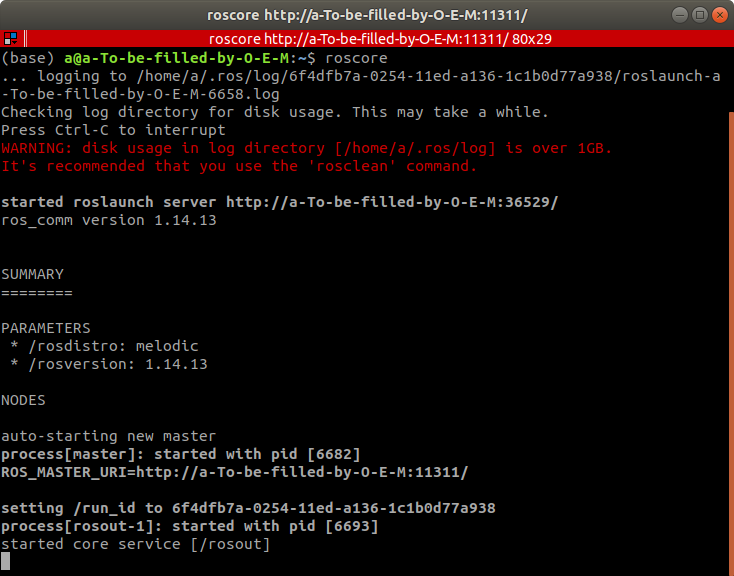 roscore http://a-To-be-filled-by-O-E-M:11311/
roscore http://a-To-be-filled-by-O-E-M:11311/ 80x29
(base) a@a-To-be-filled-by-O-E-M:~$ roscore
... logging to /home/a/.ros/log/6f4dfb7a-0254-11ed-a136-1c1b0d77a938/roslaunch-a
-To-be-filled-by-O-E-M-6658.log
Checking log directory for disk usage. This may take a while.
Press Ctrl-C to interrupt
WARNING: disk usage in log directory [/home/a/.ros/log] is over 1GB.
It's recommended that you use the 'rosclean' command.
started roslaunch server http://a-To-be-filled-by-O-E-M:36529/
ros_comm version 1.14.13
SUMMARY
========
PARAMETERS
* /rosdistro: melodic
* /rosversion: 1.14.13
NODES
auto-starting new master
process[master]: started with pid [6682]
ROS_MASTER_URI=http://a-To-be-filled-by-O-E-M:11311/
setting /run_id to 6f4dfb7a-0254-11ed-a136-1c1b0d77a938
process[rosout-1]: started with pid [6693]
started core service [/rosout]